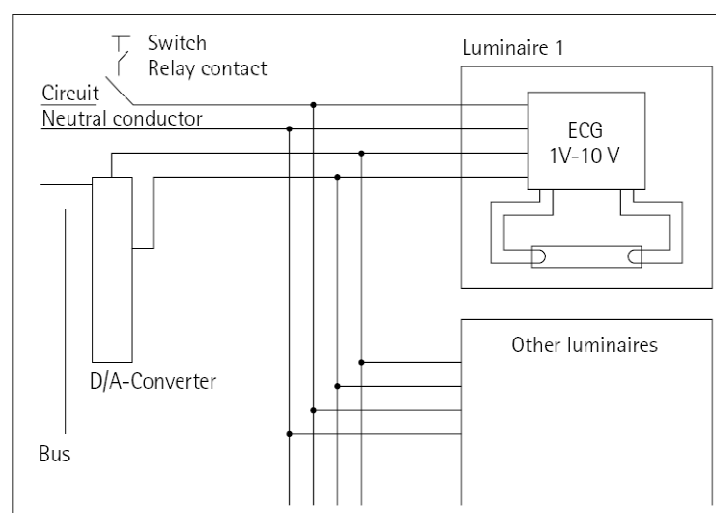 Switch
Relay contact
Luminaire 1
Circuit
Neutral conductor
ECG
1V-10 V
Other luminaires
D/A-Converter
Bus